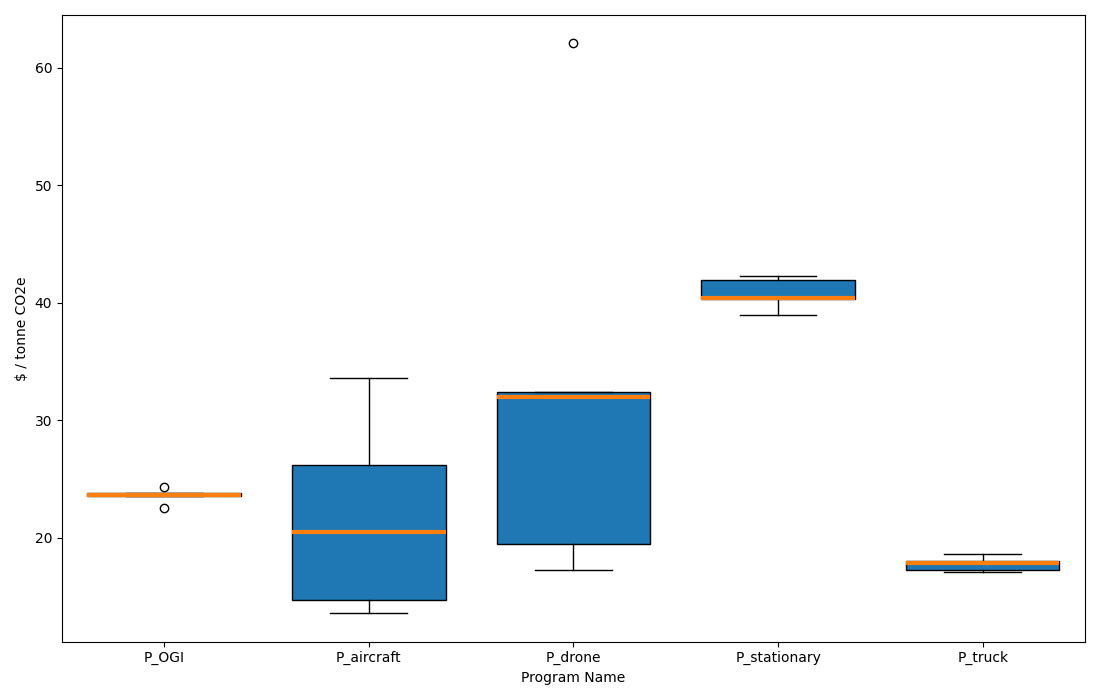 $ / tonne CO2e
60
50
40
30
20
P_OGI
P_aircraft
P_drone
P_stationary
P_truck
Program Name